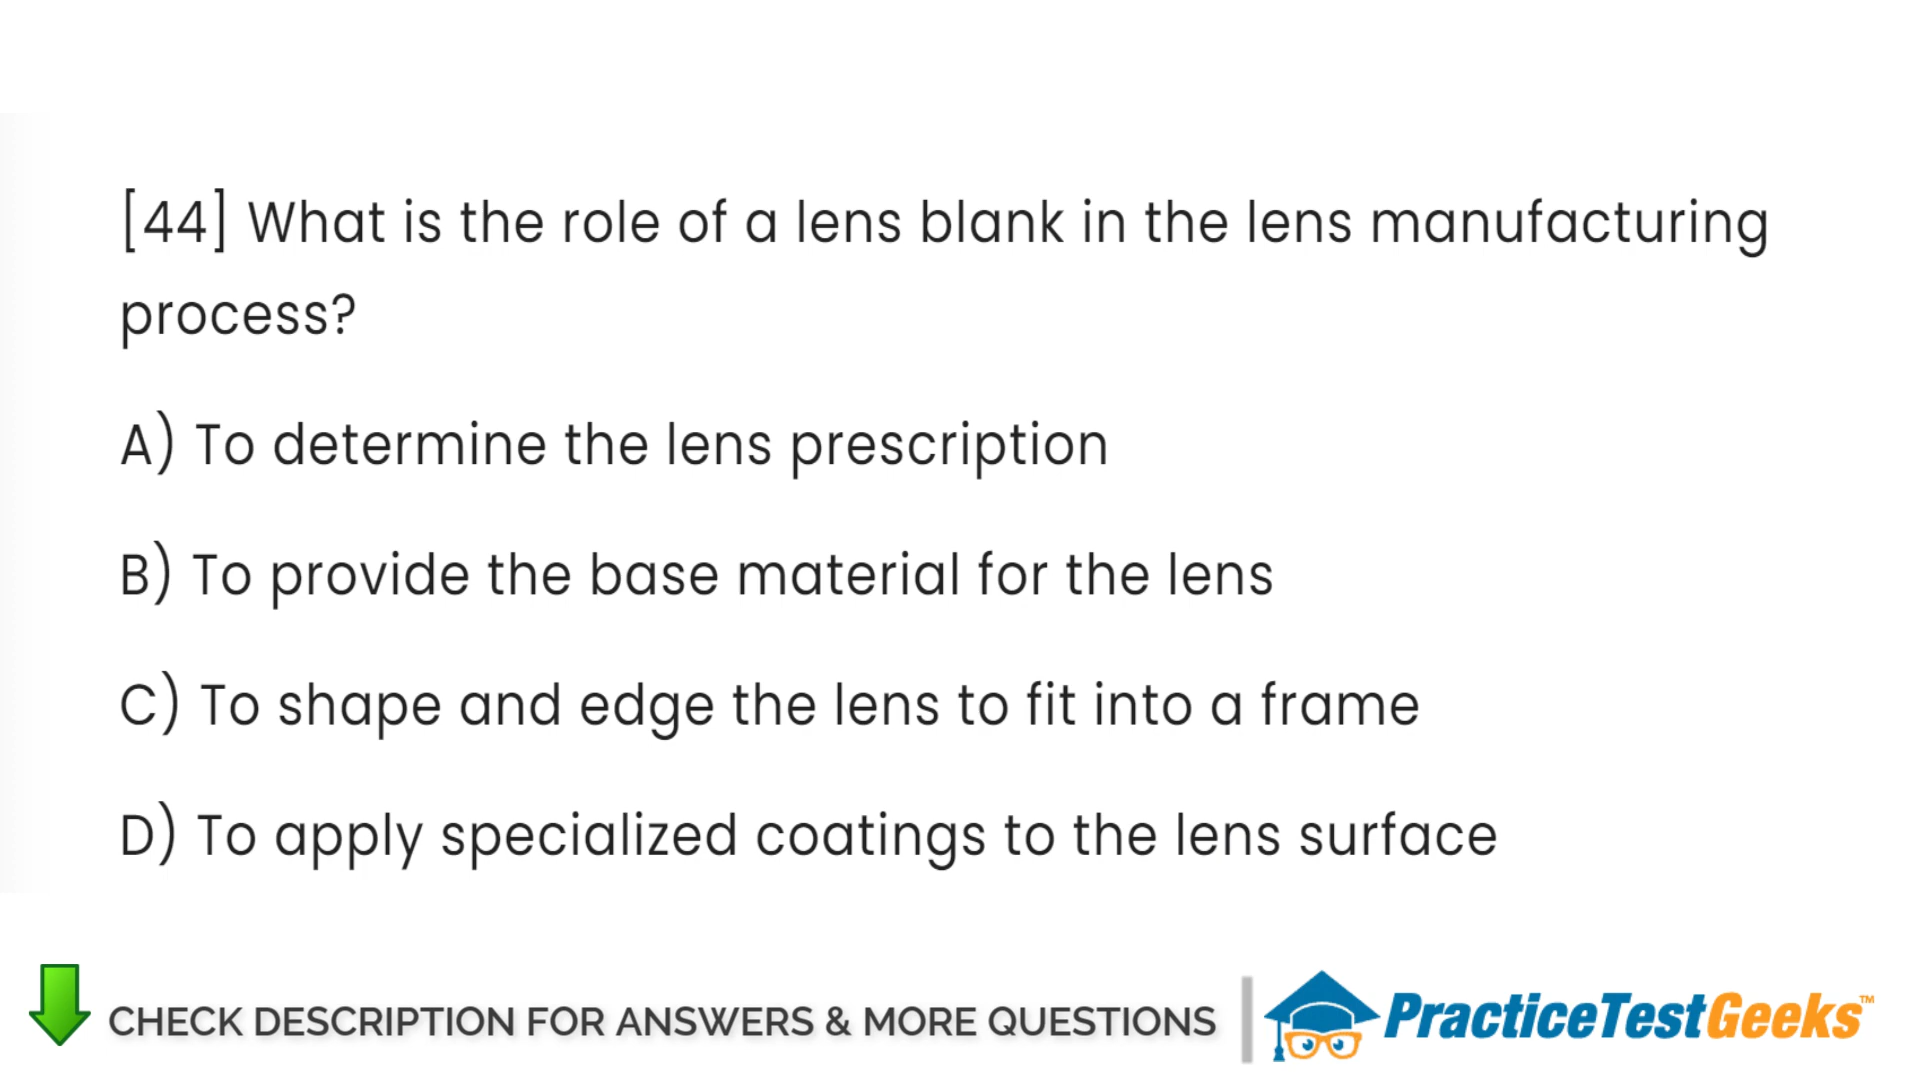 [44] What is the role of a lens blank in the lens manufacturing
process?
A) To determine the lens prescription
B) To provide the base material for the lens
C) To shape and edge the lens to fit into a frame
D) To apply specialized coatings to the lens surface
CHECK DESCRIPTION FOR ANSWERS & MORE QUESTIONS
PracticeTestGeeks™